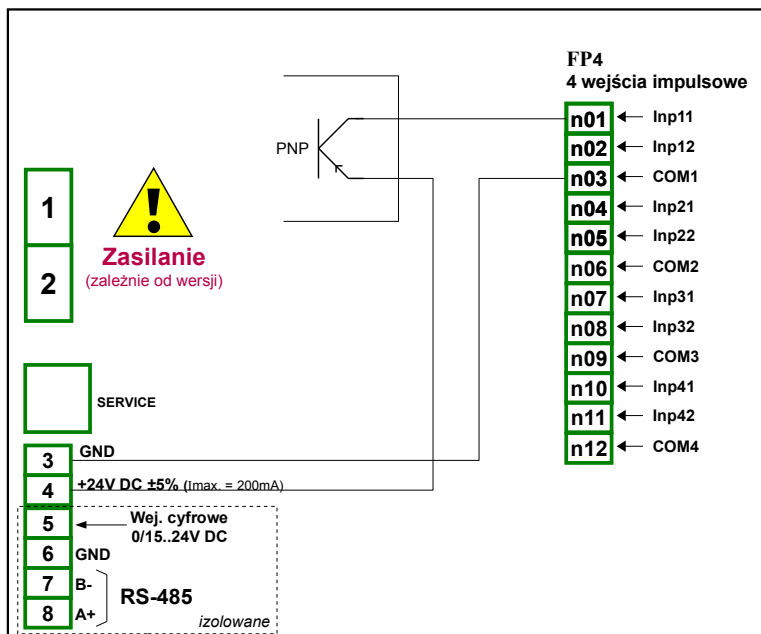 FP4
4 wejścia impulsowe
n01 Inp11
n02 Inp12
n03 COM1
n04 Inp21
n05 Inp22
n06 COM2
n07 Inp31
n08 Inp32
n09 COM3
n10 Inp41
n11 Inp42
n12 COM4
PNP
1
2
!
Zasilanie
(zależnie od wersji)
SERVICE
3 GND
4 +24V DC ±5% (Imax. = 200mA)
5 Wej. cyfrowe
0/15..24V DC
6 GND
7 B-
8 A+
RS-485
izolowane